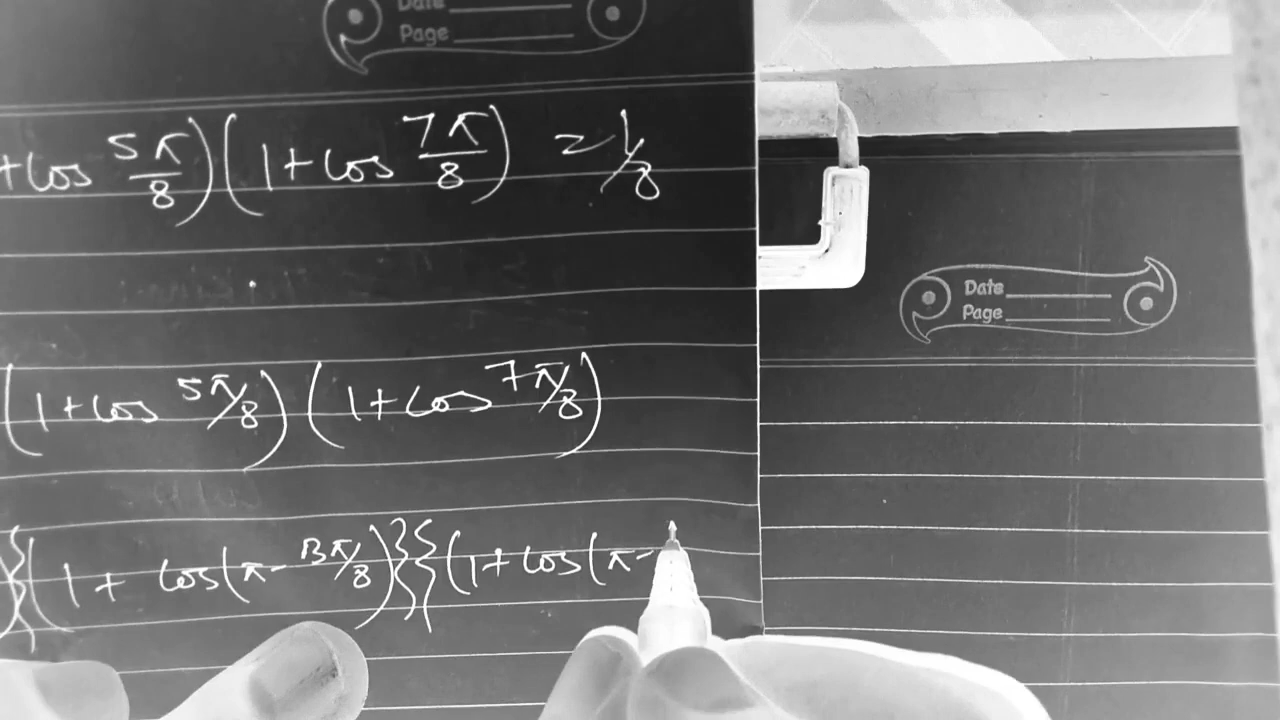 Date
Page
+cos 5π/8)(1+cos 7π/8) = 1/8
Date
Page
(1+cos 5π/8)(1+cos 7π/8)
}{(1+ cos(π- 3π/8)}}{(1+cos(π-